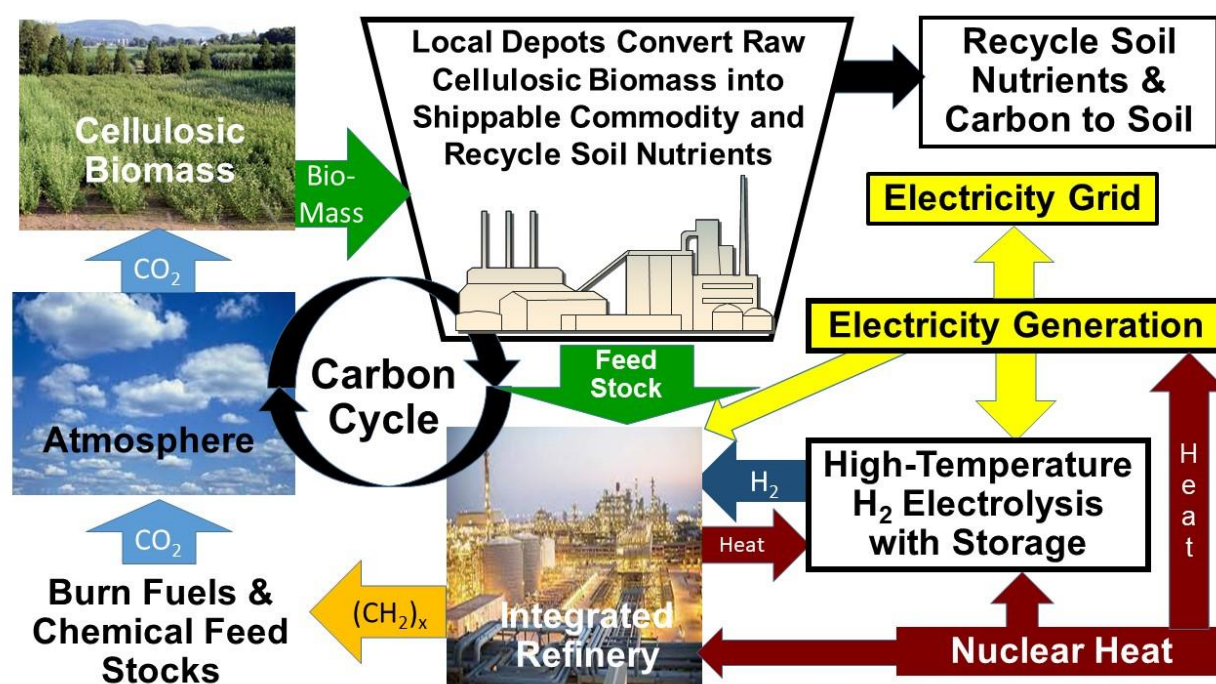 Cellulosic
Biomass
Bio-
Mass
Local Depots Convert Raw
Cellulosic Biomass into
Shippable Commodity and
Recycle Soil Nutrients
Recycle Soil
Nutrients &
Carbon to Soil
Electricity Grid
Electricity Generation
CO₂
Atmosphere
Carbon
Cycle
Feed
Stock
High-Temperature
H₂ Electrolysis
with Storage
H₂
Heat
Heat
CO₂
Burn Fuels &
Chemical Feed
Stocks
(CH₂)ₓ
Integrated
Refinery
Nuclear Heat